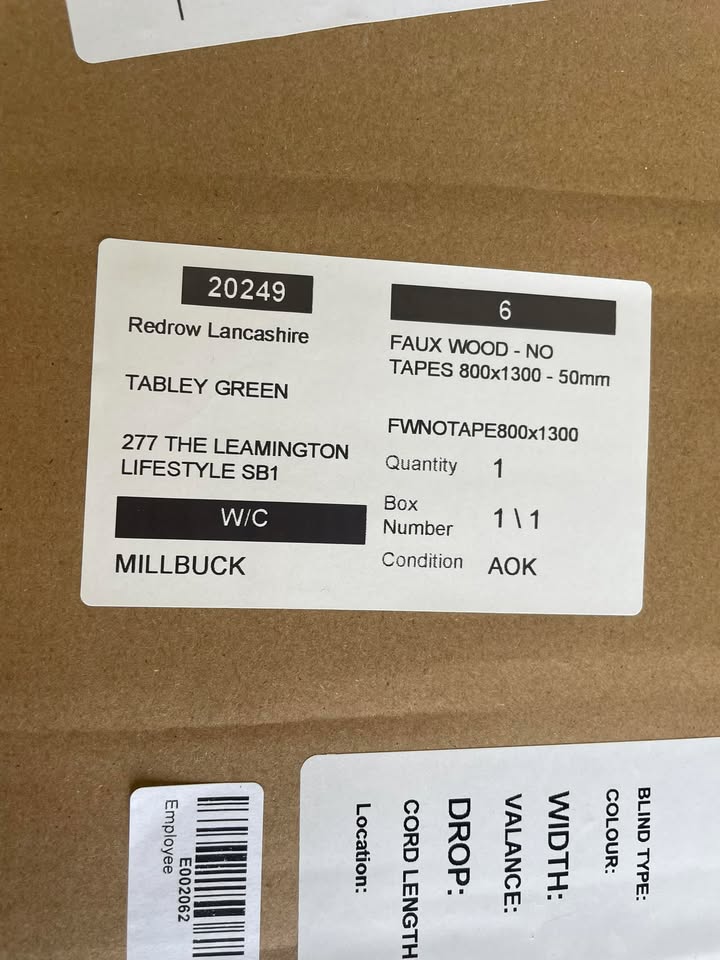 20249
Redrow Lancashire
TABLEY GREEN
277 THE LEAMINGTON
LIFESTYLE SB1
W/C
MILLBUCK
6
FAUX WOOD - NO
TAPES 800x1300 - 50mm
FWNOTAPE800x1300
Quantity 1
Box
Number 1 \ 1
Condition AOK
BLIND TYPE:
COLOUR:
WIDTH:
VALANCE:
DROP:
CORD LENGTH
Location:
E002062
Employee